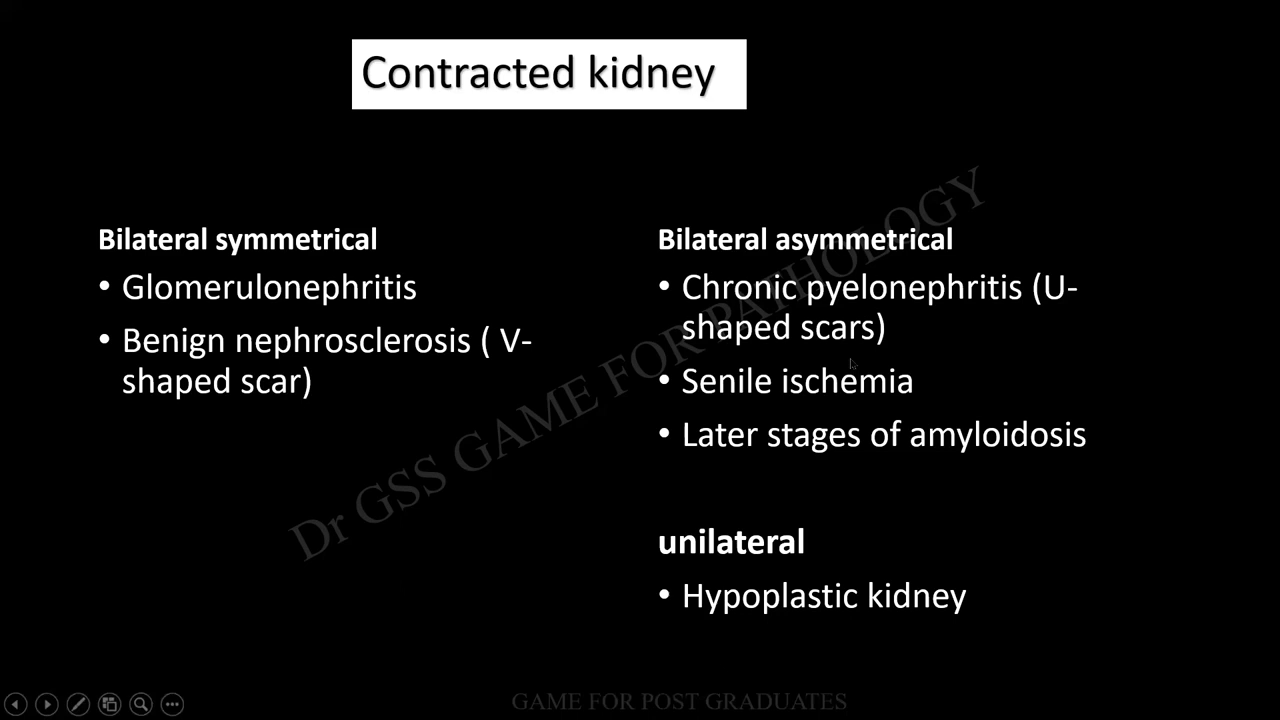 Contracted kidney
Bilateral symmetrical
• Glomerulonephritis
• Benign nephrosclerosis ( V-
shaped scar)
Bilateral asymmetrical
• Chronic pyelonephritis (U-
shaped scars)
• Senile ischemia
• Later stages of amyloidosis
unilateral
• Hypoplastic kidney
Dr GSS GAME FOR PATHOLOGY
GAME FOR POST GRADUATES